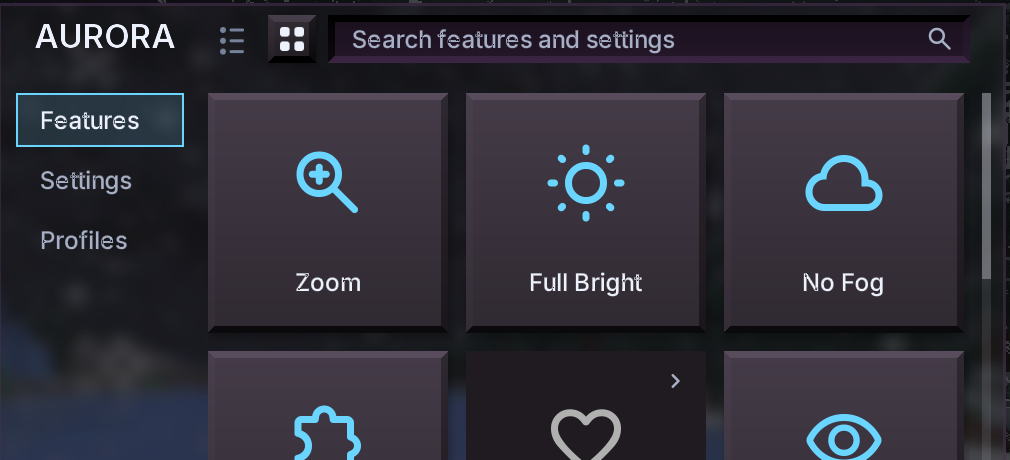 AURORA
Search features and settings
Features
Settings
Profiles
Zoom
Full Bright
No Fog